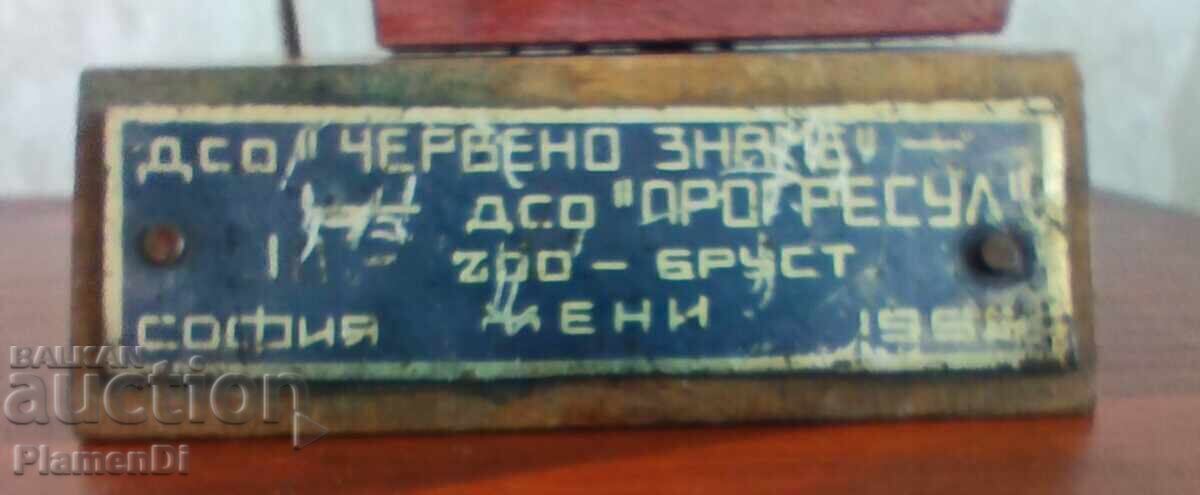 ДСО "ЧЕРВЕНО ЗНАМЕ" —
ДСО "ПРОГРЕСУЛ"
200 - БРУСТ
ЖЕНИ
СОФИЯ
BALKAN
auction
PlamenDi